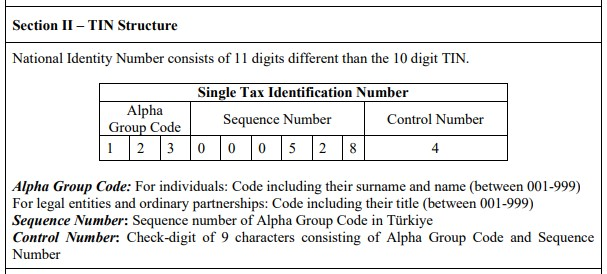 Section II – TIN Structure
National Identity Number consists of 11 digits different than the 10 digit TIN.
Single Tax Identification Number
Alpha
Group Code
Sequence Number
Control Number
1 2 3 0 0 0 5 2 8 4
Alpha Group Code: For individuals: Code including their surname and name (between 001-999)
For legal entities and ordinary partnerships: Code including their title (between 001-999)
Sequence Number: Sequence number of Alpha Group Code in Türkiye
Control Number: Check-digit of 9 characters consisting of Alpha Group Code and Sequence
Number